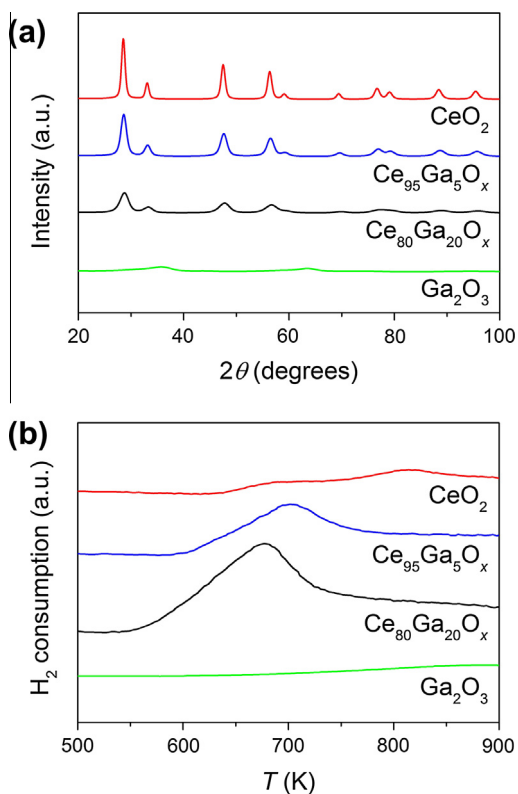 (a)
Intensity (a.u.)
CeO2
Ce95Ga5Ox
Ce80Ga20Ox
Ga2O3
20 40 60 80 100
2θ (degrees)
(b)
H2 consumption (a.u.)
CeO2
Ce95Ga5Ox
Ce80Ga20Ox
Ga2O3
500 600 700 800 900
T (K)